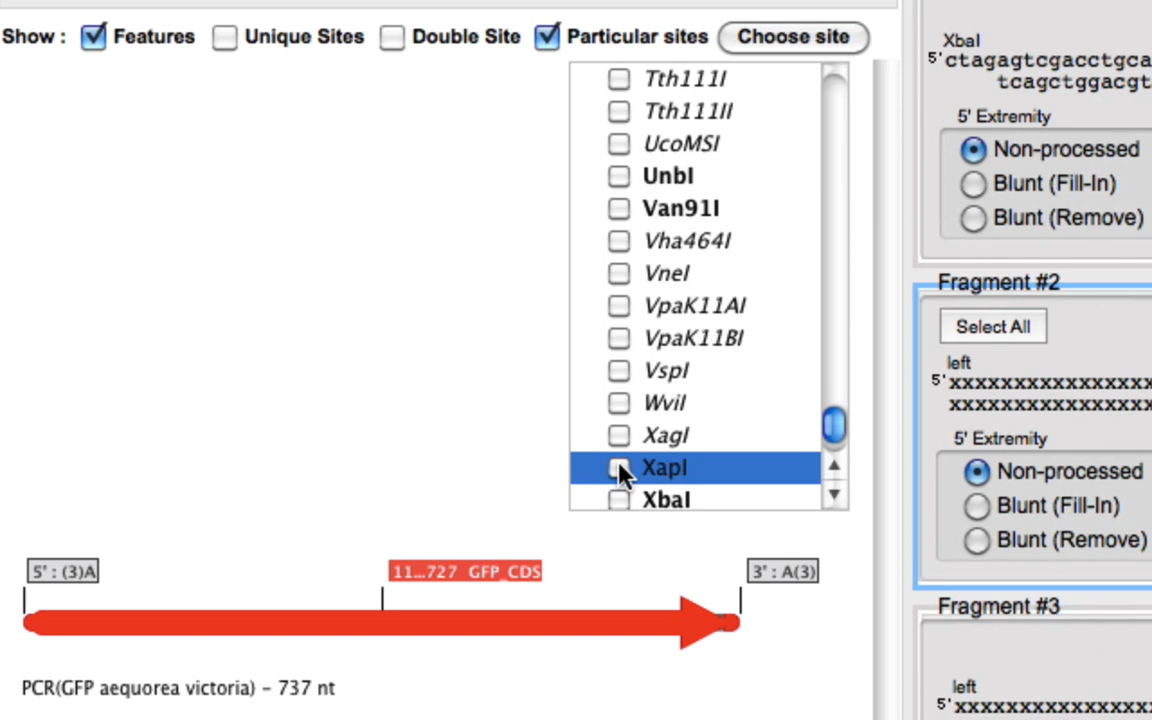 Show : Features Unique Sites Double Site Particular sites Choose site
Tth111I
Tth111II
UcoMSI
UnbI
Van91I
Vha464I
VneI
VpaK11AI
VpaK11BI
VspI
WviI
XagI
XapI
XbaI
5' : (3)A
11...727 GFP_CDS
3' : A(3)
PCR(GFP aequorea victoria) – 737 nt
XbaI
5' ctagagtcgacctgca
tcagctggacgt
5' Extremity
Non-processed
Blunt (Fill-In)
Blunt (Remove)
Fragment #2
Select All
left
5' xxxxxxxxxxxxxxxx
xxxxxxxxxxxxxxxx
5' Extremity
Non-processed
Blunt (Fill-In)
Blunt (Remove)
Fragment #3
left
5' xxxxxxxxxxxxxxxx